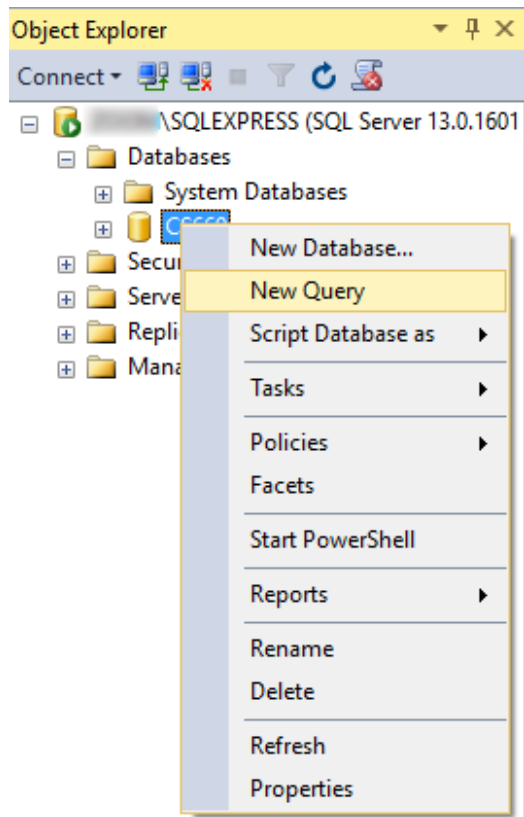 Object Explorer
Connect
\SQLEXPRESS (SQL Server 13.0.1601
Databases
System Databases
New Database...
Secu
New Query
Serve
Repli
Script Database as
Mana
Tasks
Policies
Facets
Start PowerShell
Reports
Rename
Delete
Refresh
Properties